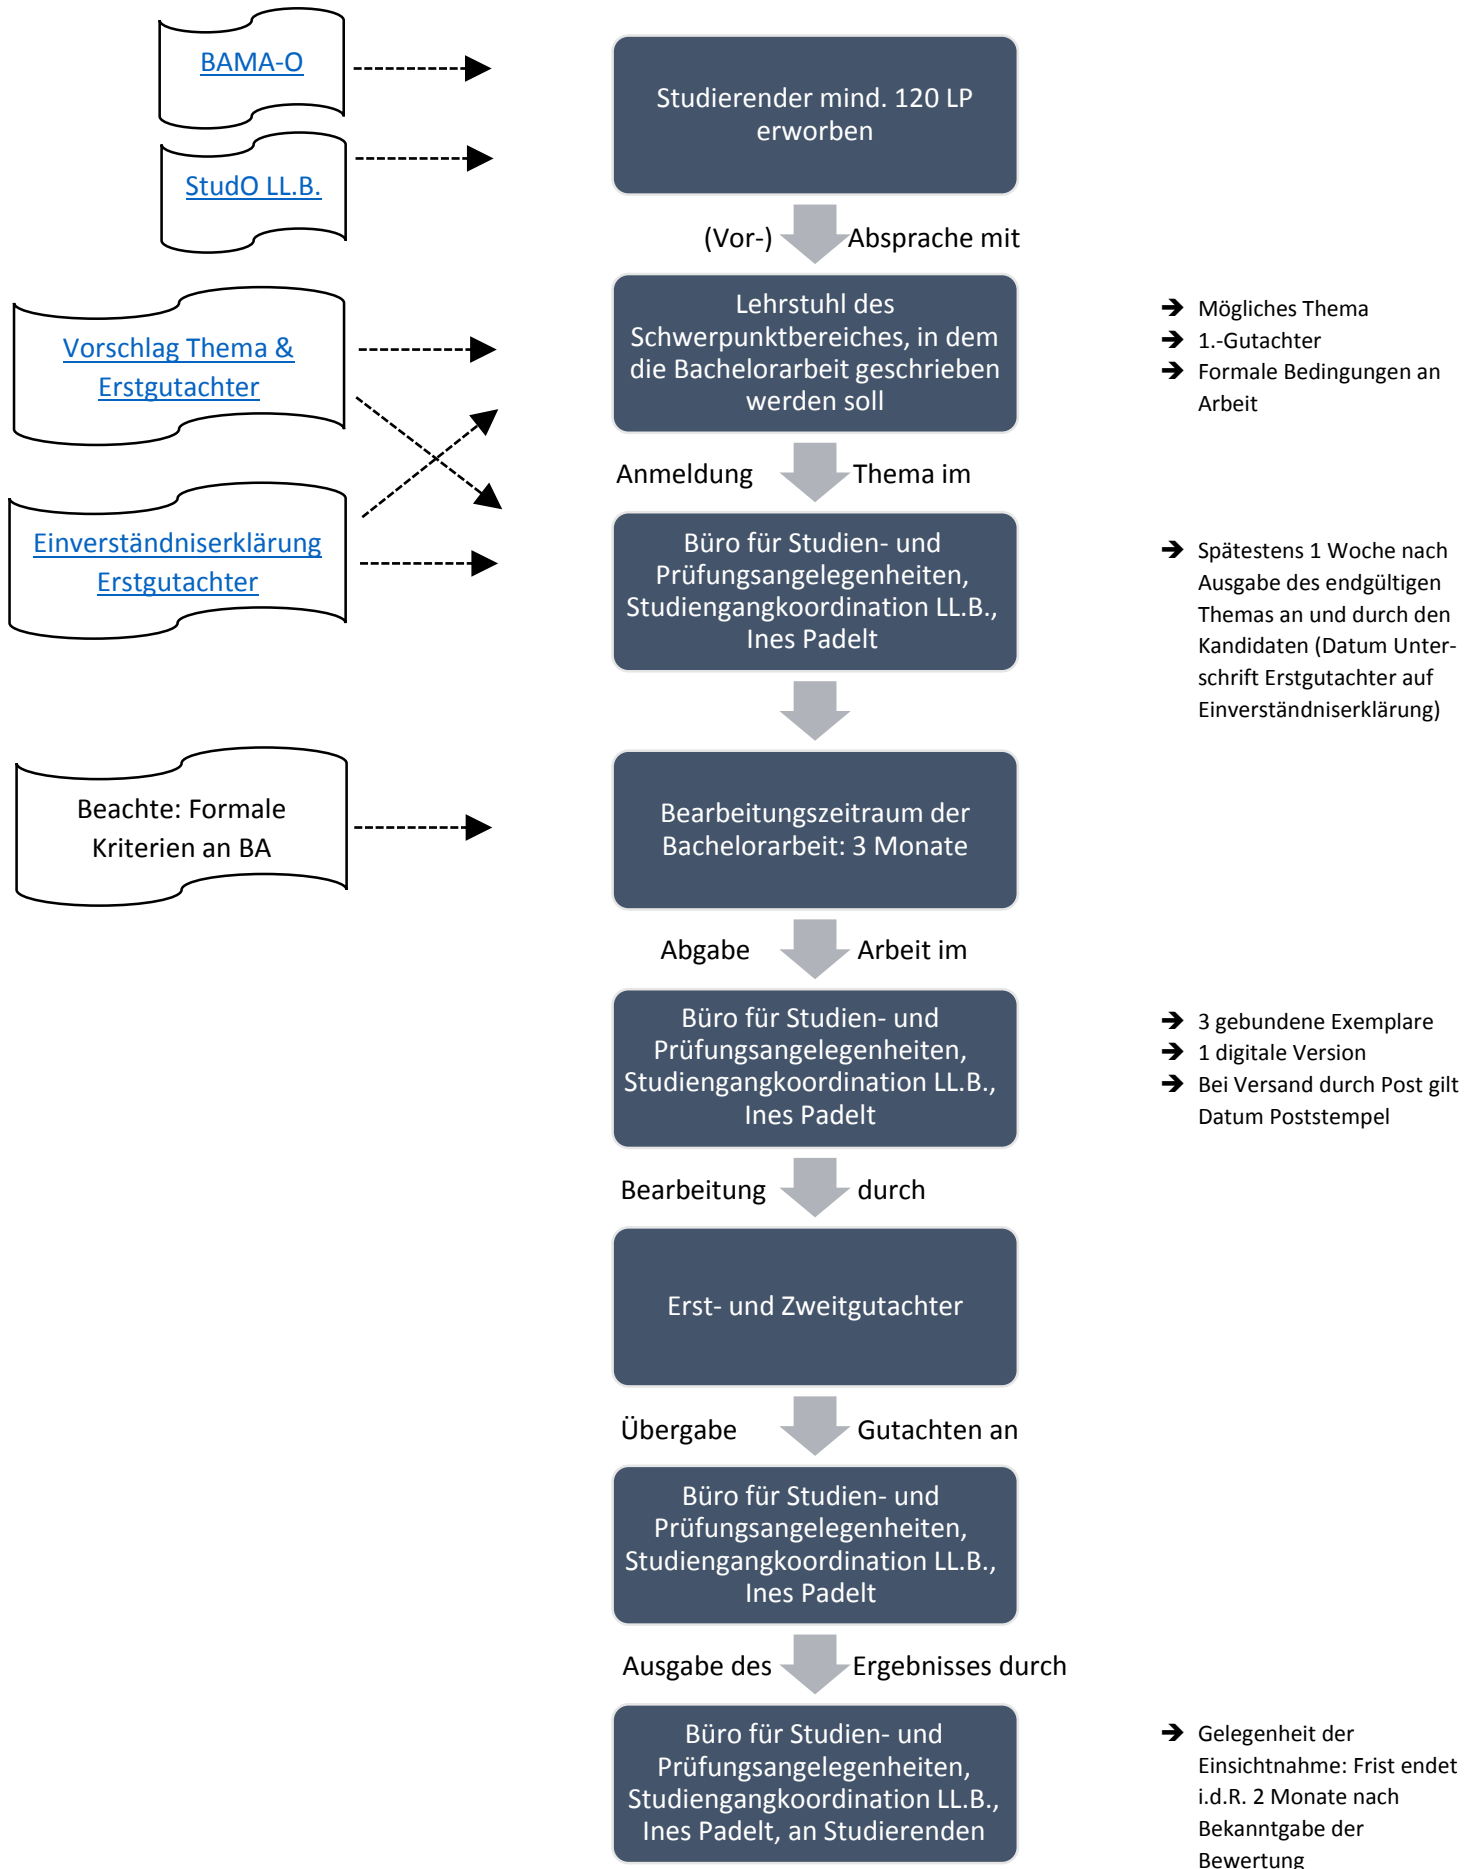 BAMA-O
Studierender mind. 120 LP
erworben
StudO LL.B.
(Vor-) Absprache mit
Vorschlag Thema &
Erstgutachter
Lehrstuhl des
Schwerpunktbereiches, in dem
die Bachelorarbeit geschrieben
werden soll
➔ Mögliches Thema
➔ 1.-Gutachter
➔ Formale Bedingungen an
Arbeit
Anmeldung Thema im
Einverständniserklärung
Erstgutachter
Büro für Studien- und
Prüfungsangelegenheiten,
Studiengangkoordination LL.B.,
Ines Padelt
➔ Spätestens 1 Woche nach
Ausgabe des endgültigen
Themas an und durch den
Kandidaten (Datum Unter-
schrift Erstgutachter auf
Einverständniserklärung)
Beachte: Formale
Kriterien an BA
Bearbeitungszeitraum der
Bachelorarbeit: 3 Monate
Abgabe Arbeit im
Büro für Studien- und
Prüfungsangelegenheiten,
Studiengangkoordination LL.B.,
Ines Padelt
➔ 3 gebundene Exemplare
➔ 1 digitale Version
➔ Bei Versand durch Post gilt
Datum Poststempel
Bearbeitung durch
Erst- und Zweitgutachter
Übergabe Gutachten an
Büro für Studien- und
Prüfungsangelegenheiten,
Studiengangkoordination LL.B.,
Ines Padelt
Ausgabe des Ergebnisses durch
Büro für Studien- und
Prüfungsangelegenheiten,
Studiengangkoordination LL.B.,
Ines Padelt, an Studierenden
➔ Gelegenheit der
Einsichtnahme: Frist endet
i.d.R. 2 Monate nach
Bekanntgabe der
Bewertung